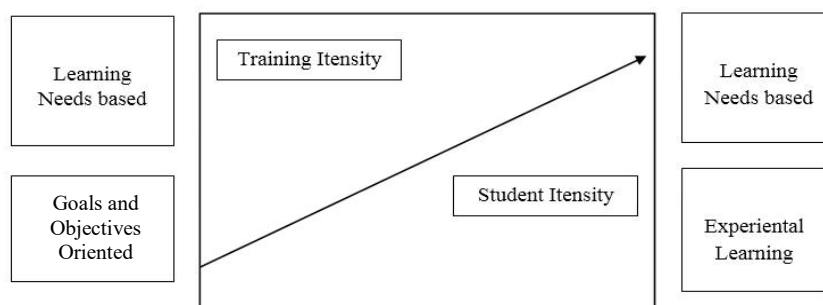 Learning
Needs based
Goals and
Objectives
Oriented
Training Itensity
Student Itensity
Learning
Needs based
Experiental
Learning